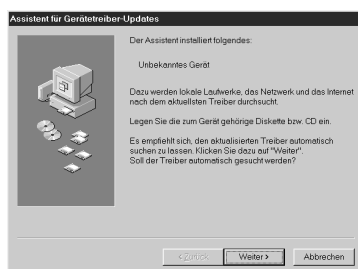 Assistent für Gerätetreiber-Updates
Der Assistent installiert folgendes:
Unbekanntes Gerät
Dazu werden lokale Laufwerke, das Netzwerk und das Internet
nach dem aktuellsten Treiber durchsucht.
Legen Sie die zum Gerät gehörige Diskette bzw. CD ein.
Es empfiehlt sich, den aktualisierten Treiber automatisch
suchen zu lassen. Klicken Sie dazu auf "Weiter".
Soll der Treiber automatisch gesucht werden?
< Zurück Weiter > Abbrechen